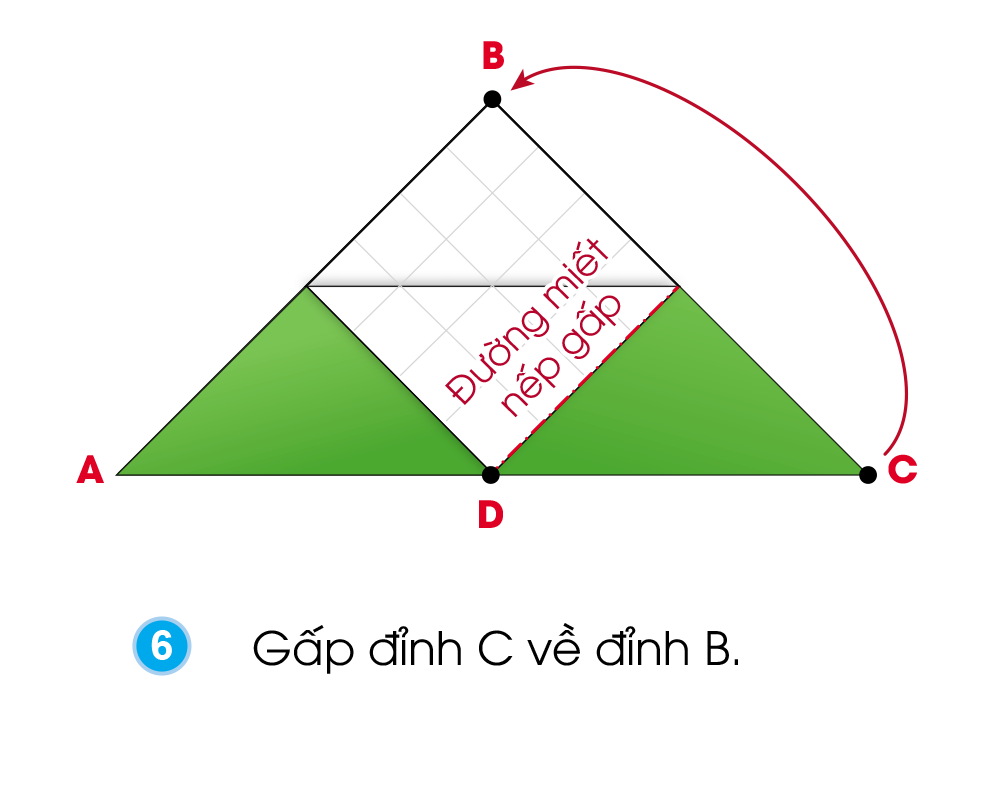 B
Đường miết
nếp gấp
A
C
D
6 Gấp đỉnh C về đỉnh B.